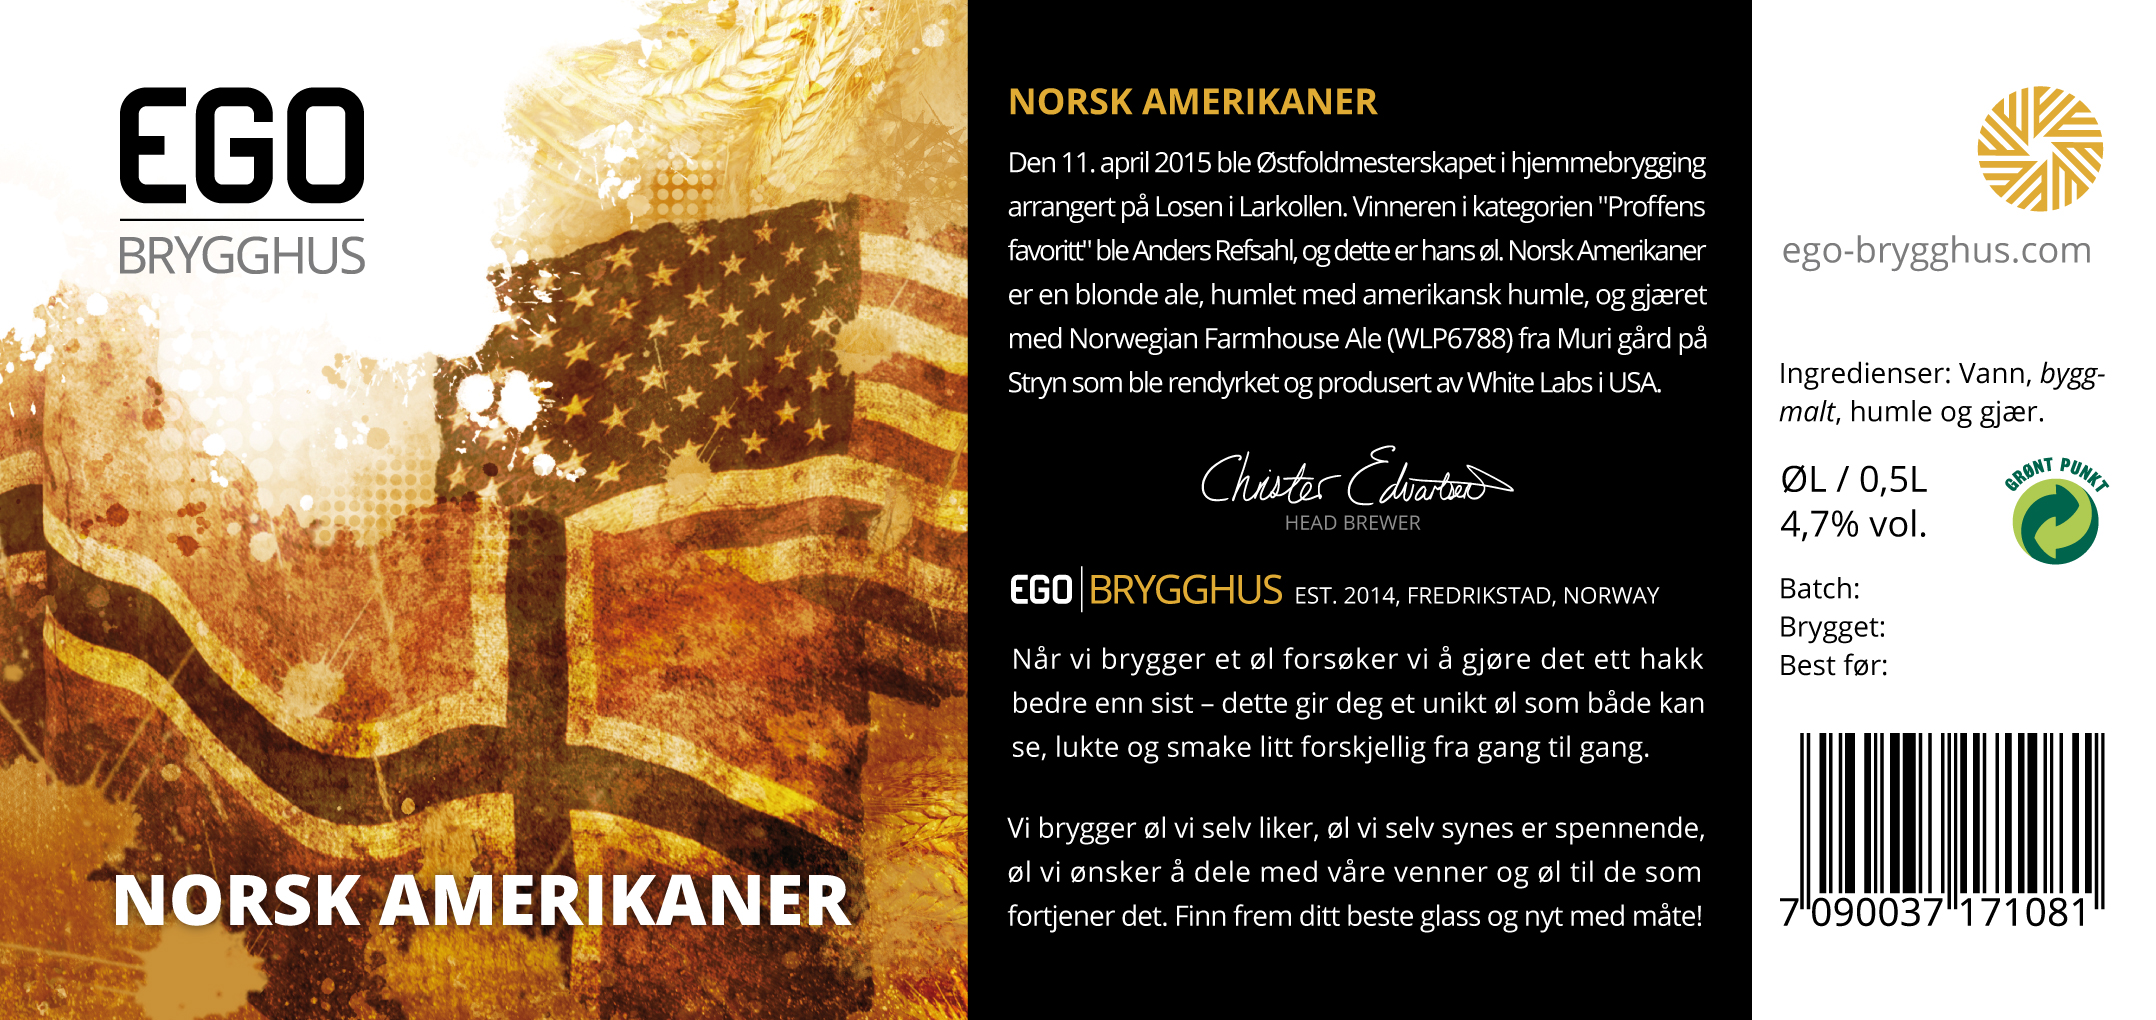 EGO
BRYGGHUS
NORSK AMERIKANER
NORSK AMERIKANER
Den 11. april 2015 ble Østfoldmesterskapet i hjemmebrygging
arrangert på Losen i Larkollen. Vinneren i kategorien "Proffens
favoritt" ble Anders Refsahl, og dette er hans øl. Norsk Amerikaner
er en blonde ale, humlet med amerikansk humle, og gjæret
med Norwegian Farmhouse Ale (WLP6788) fra Muri gård på
Stryn som ble rendyrket og produsert av White Labs i USA.
Christer Edvartsen
HEAD BREWER
EGO BRYGGHUS EST. 2014, FREDRIKSTAD, NORWAY
Når vi brygger et øl forsøker vi å gjøre det ett hakk
bedre enn sist – dette gir deg et unikt øl som både kan
se, lukte og smake litt forskjellig fra gang til gang.
Vi brygger øl vi selv liker, øl vi selv synes er spennende,
øl vi ønsker å dele med våre venner og øl til de som
fortjener det. Finn frem ditt beste glass og nyt med måte!
ego-brygghus.com
Ingredienser: Vann, bygg-
malt, humle og gjær.
GRØNT PUNKT
ØL / 0,5L
4,7% vol.
Batch:
Brygget:
Best før:
7 090037 171081